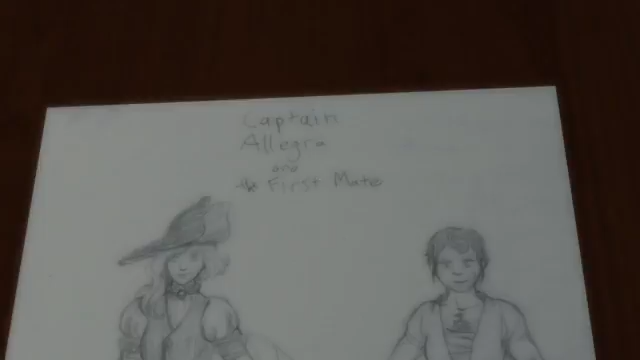 Captain
Allegra
and
the First Mate